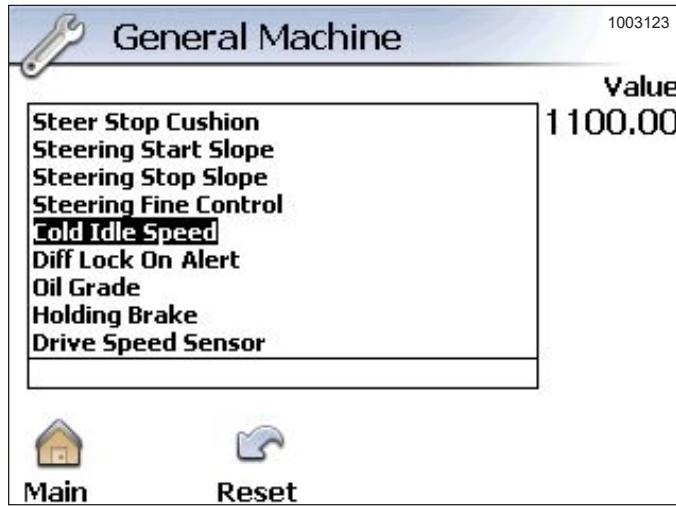 General Machine
1003123
Value
1100.00
Steer Stop Cushion
Steering Start Slope
Steering Stop Slope
Steering Fine Control
Cold Idle Speed
Diff Lock On Alert
Oil Grade
Holding Brake
Drive Speed Sensor
Main
Reset